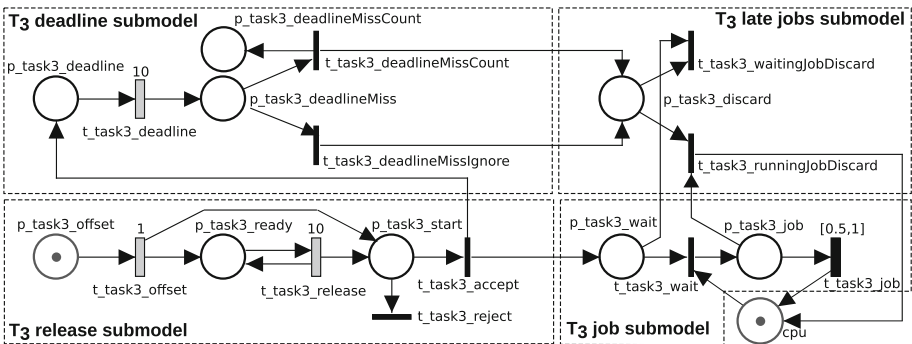 T3 deadline submodel
p_task3_deadlineMissCount
T3 late jobs submodel
p_task3_deadline
10
t_task3_deadlineMissCount
t_task3_waitingJobDiscard
p_task3_deadlineMiss
p_task3_discard
t_task3_deadline
t_task3_deadlineMissIgnore
t_task3_runningJobDiscard
p_task3_offset
1
p_task3_ready
10
p_task3_start
p_task3_wait
p_task3_job
[0.5,1]
t_task3_offset
t_task3_release
t_task3_accept
t_task3_wait
t_task3_job
t_task3_reject
T3 release submodel
T3 job submodel
cpu